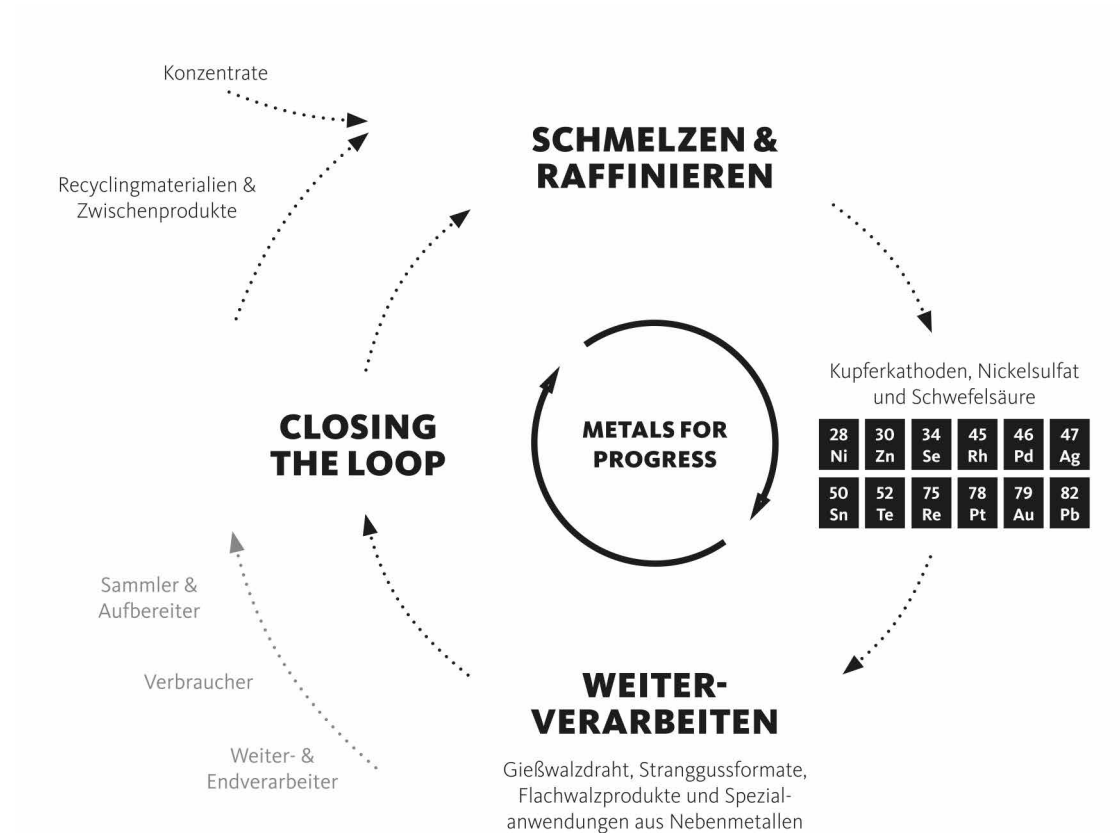 Konzentrate
Recyclingmaterialien &
Zwischenprodukte
SCHMELZEN &
RAFFINIEREN
Kupferkathoden, Nickelsulfat
und Schwefelsäure
28 30 34 45 46 47
Ni Zn Se Rh Pd Ag
50 52 75 78 79 82
Sn Te Re Pt Au Pb
METALS FOR
PROGRESS
CLOSING
THE LOOP
Sammler &
Aufbereiter
Verbraucher
Weiter- &
Endverarbeiter
WEITER-
VERARBEITEN
Gießwalzdraht, Stranggussformate,
Flachwalzprodukte und Spezial-
anwendungen aus Nebenmetallen